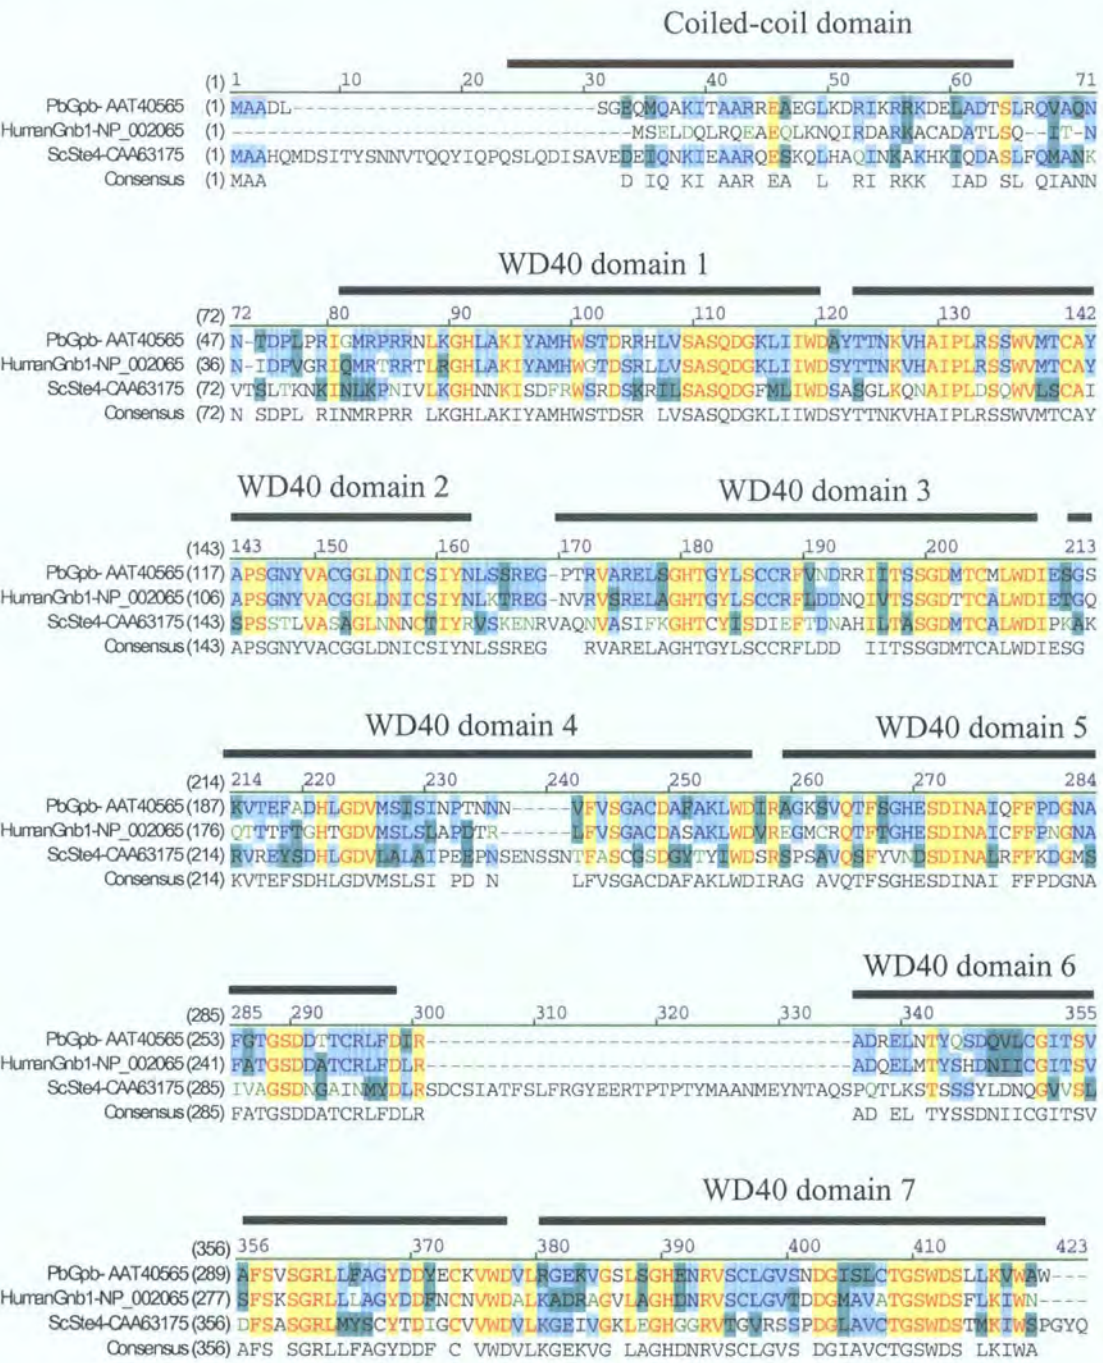 Coiled-coil domain
(1) 1 10 20 30 40 50 60 71
PbGpb- AAT40565 (1) MAADL-------------------------SGEQMQAKITAARREAEGLKDRIKRRKDELADTSLRQVAQN
HumanGnb1-NP_002065 (1) ---------------------------------MSELDQLRQEAEQLKNQIRDARKACADATLSQ--IT-N
ScSte4-CAA63175 (1) MAAHQMDSITYSNNVTQQYIQPQSLQDISAVEDEIQNKIEAARQESKQLHAQINKAKHKIQDASLFQMANK
Consensus (1) MAA D IQ KI AAR EA L RI RKK IAD SL QIANN
WD40 domain 1
(72) 72 80 90 100 110 120 130 142
PbGpb- AAT40565 (47) N-TDPLPRIGMRPRRNLKGHLAKIYAMHWSTDRRHLVSASQDGKLIIWDAYTTNKVHAIPLRSSWVMTCAY
HumanGnb1-NP_002065 (36) N-IDPVGRIQMRTRRTLRGHLAKIYAMHWGTDSRLLVSASQDGKLIIWDSYTTNKVHAIPLRSSWVMTCAY
ScSte4-CAA63175 (72) VTSLTKNKINLKPNIVLKGHNNKISDFRWSRDSKRILSASQDGFMLIWDSASGLKQNAIPLDSQWVLSCAI
Consensus (72) N SDPL RINMRPRR LKGHLAKIYAMHWSTDSR LVSASQDGKLIIWDSYTTNKVHAIPLRSSWVMTCAY
WD40 domain 2 WD40 domain 3
(143) 143 150 160 170 180 190 200 213
PbGpb- AAT40565 (117) APSGNYVACGGLDNICSIYNLSSREG-PTRVARELSGHTGYLSCCRFVNDRRIITSSGDMTCMLWDIESGS
HumanGnb1-NP_002065 (106) APSGNYVACGGLDNICSIYNLKTREG-NVRVSRELAGHTGYLSCCRFLDDNQIVTSSGDTTCALWDIETGQ
ScSte4-CAA63175 (143) SPSSTLVASAGLNNNCTIYRVSKENRVAQNVASIFKGHTCYISDIEFTDNAHILTASGDMTCALWDIPKAK
Consensus (143) APSGNYVACGGLDNICSIYNLSSREG RVARELAGHTGYLSCCRFLDD IITSSGDMTCALWDIESG
WD40 domain 4 WD40 domain 5
(214) 214 220 230 240 250 260 270 284
PbGpb- AAT40565 (187) KVTEFADHLGDVMSISINPTNNN-----VFVSGACDAFAKLWDIRAGKSVQTFSGHESDINAIQFFPDGNA
HumanGnb1-NP_002065 (176) QTTTFTGHTGDVMSLSLAPDTR------LFVSGACDASAKLWDVREGMCRQTFTGHESDINAICFFPNGNA
ScSte4-CAA63175 (214) RVREYSDHLGDVLALAIPEEPNSENSSNTFASCGSDGYTYIWDSRSPSAVQSFYVNDSDINALRFFKDGMS
Consensus (214) KVTEFSDHLGDVMSLSI PD N LFVSGACDAFAKLWDIRAG AVQTFSGHESDINAI FFPDGNA
WD40 domain 6
(285) 285 290 300 310 320 330 340 355
PbGpb- AAT40565 (253) FGTGSDDTTCRLFDIR-----------------------------------ADRELNTYQSDQVLCGITSV
HumanGnb1-NP_002065 (241) FATGSDDATCRLFDLR-----------------------------------ADQELMTYSHDNIICGITSV
ScSte4-CAA63175 (285) IVAGSDNGAINMYDLRSDCSIATFSLFRGYEERTPTPTYMAANMEYNTAQSPQTLKSTSSSYLDNQGVVSL
Consensus (285) FATGSDDATCRLFDLR AD EL TYSSDNIICGITSV
WD40 domain 7
(356) 356 370 380 390 400 410 423
PbGpb- AAT40565 (289) AFSVSGRLLFAGYDDYECKVWDVLRGEKVGSLSGHENRVSCLGVSNDGISLCTGSWDSLLKVWAW---
HumanGnb1-NP_002065 (277) SFSKSGRLLLAGYDDFNCNVWDALKADRAGVLAGHDNRVSCLGVTDDGMAVATGSWDSFLKIWN----
ScSte4-CAA63175 (356) DFSASGRLMYSCYTDIGCVVWDVLKGEIVGKLEGHGGRVTGVRSSPDGLAVCTGSWDSTMKIWSPGYQ
Consensus (356) AFS SGRLLFAGYDDF C VWDVLKGEKVG LAGHDNRVSCLGVS DGIAVCTGSWDS LKIWA